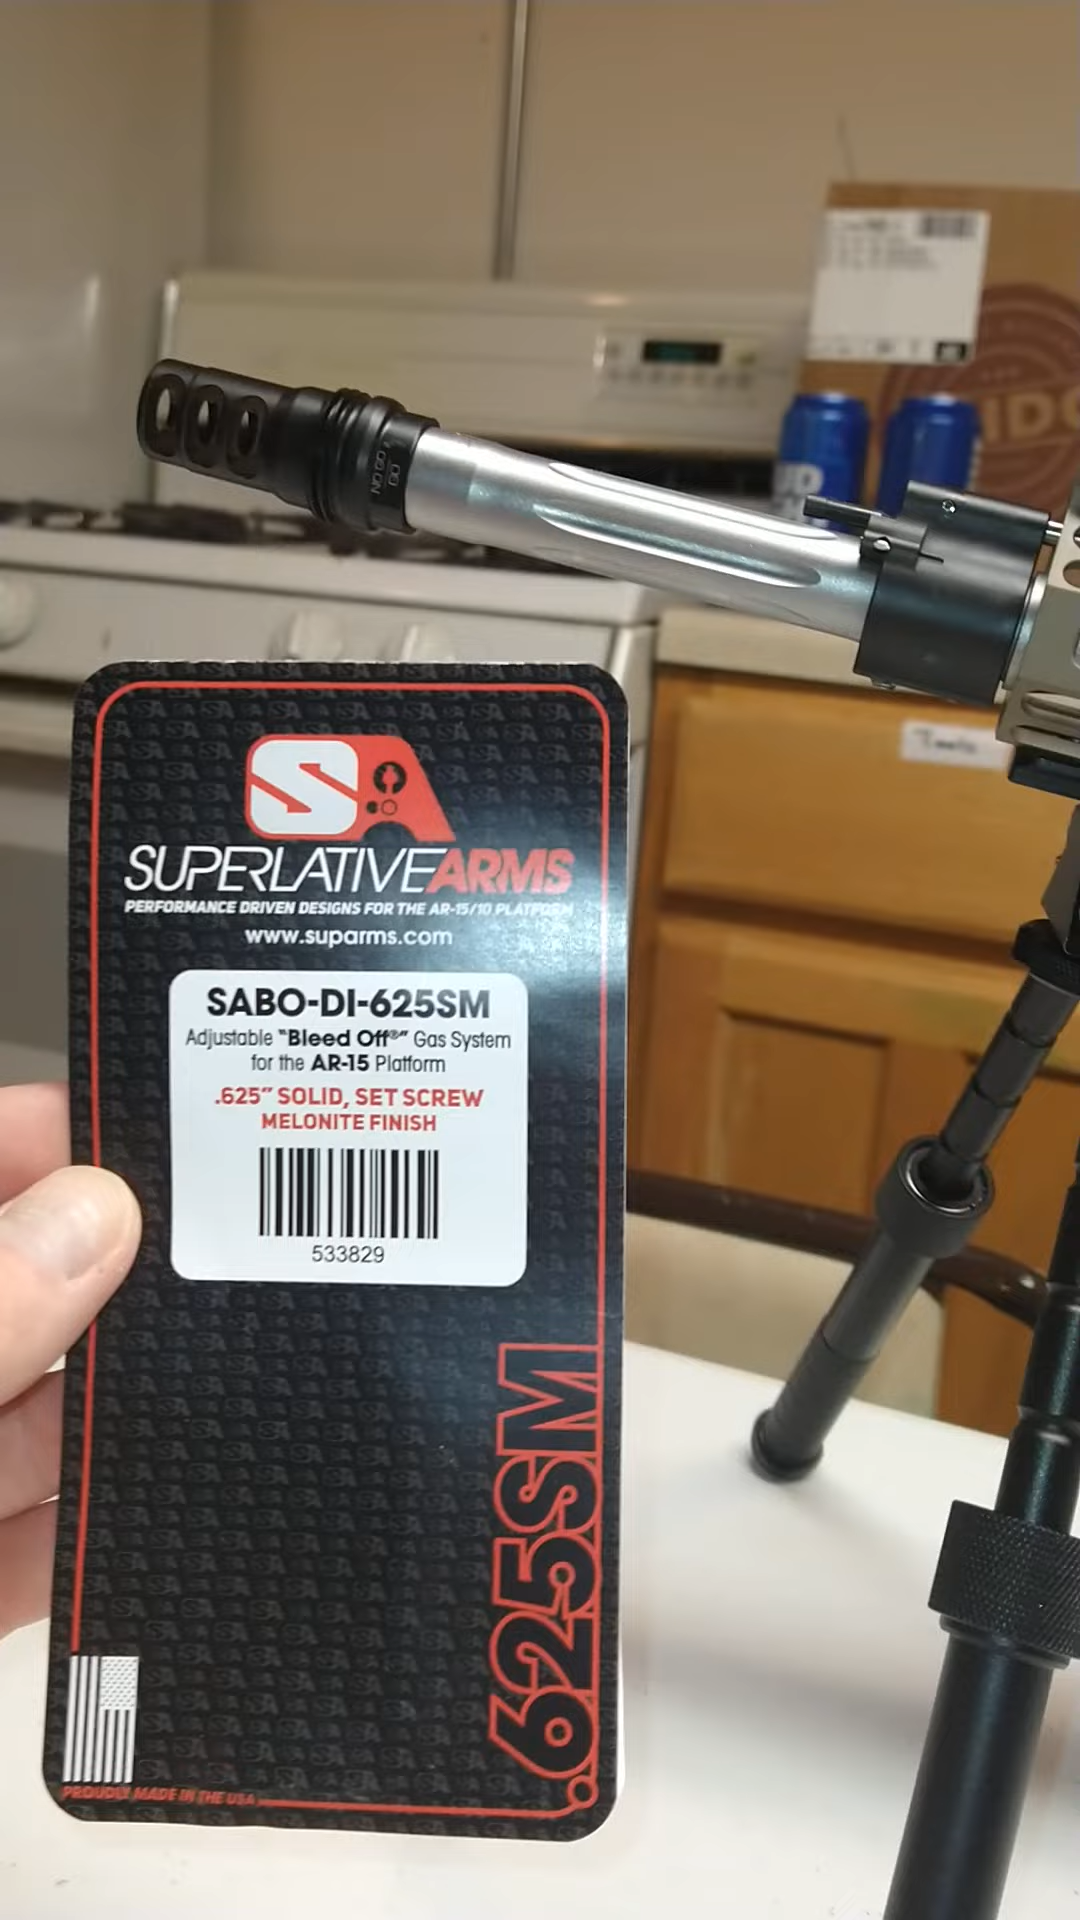 SA
SUPERLATIVEARMS
PERFORMANCE DRIVEN DESIGNS FOR THE AR-15/10 PLATFORM
www.suparms.com
SABO-DI-625SM
Adjustable "Bleed Off®" Gas System
for the AR-15 Platform
.625" SOLID, SET SCREW
MELONITE FINISH
533829
.625SM
PROUDLY MADE IN THE USA
Tools